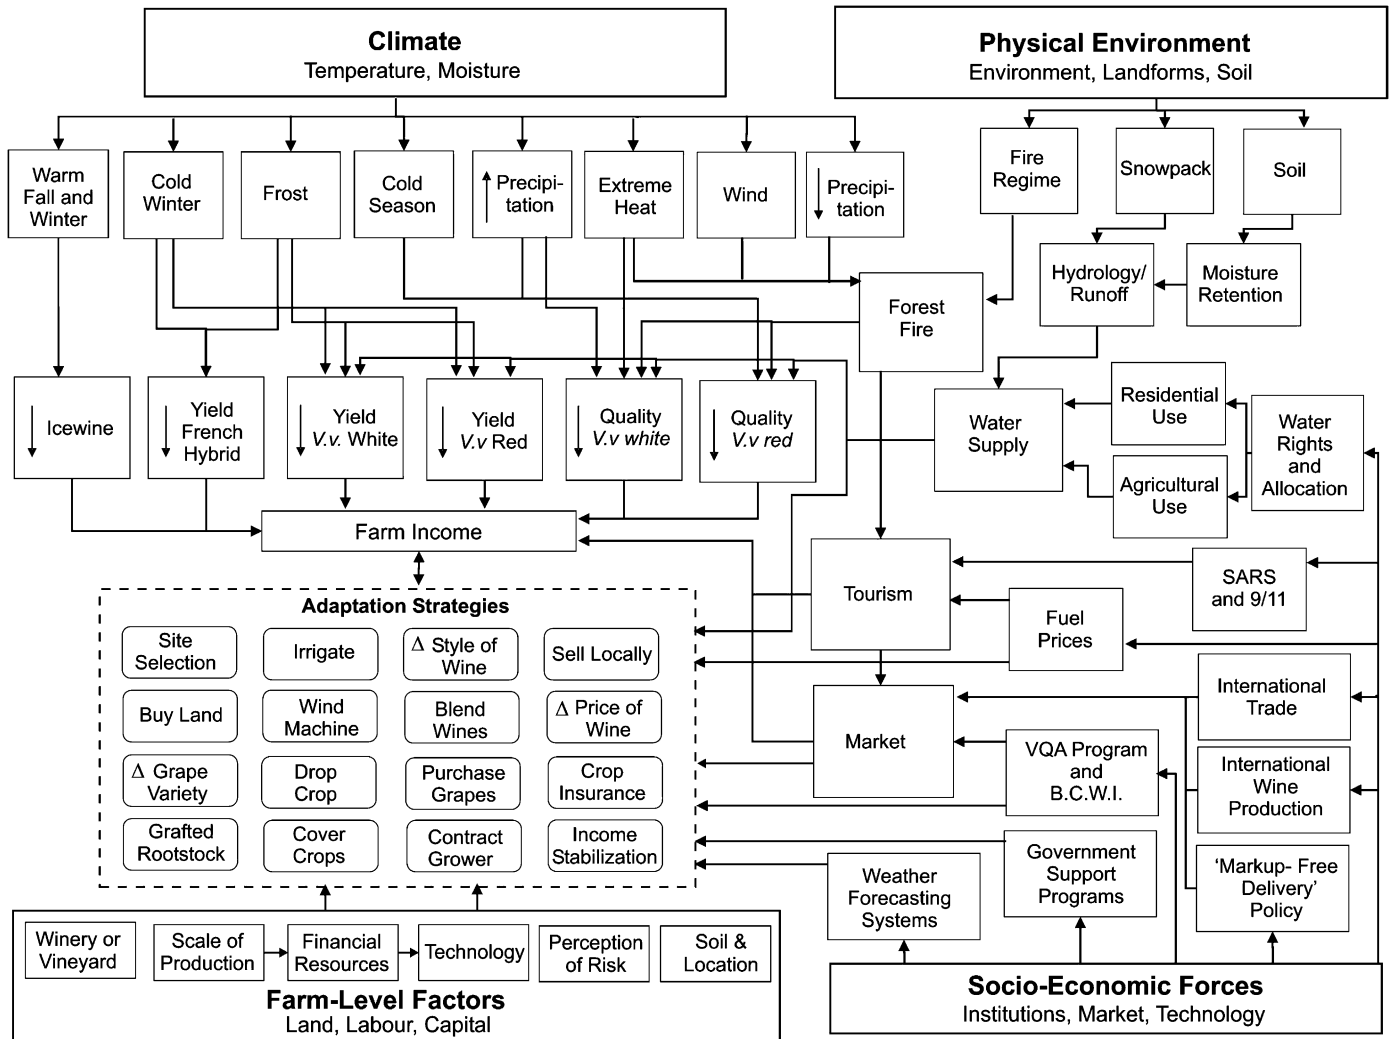 Climate
Temperature, Moisture
Physical Environment
Environment, Landforms, Soil
Warm
Fall and
Winter
Cold
Winter
Frost
Cold
Season
↑ Precipi-
tation
Extreme
Heat
Wind
↓ Precipi-
tation
Fire
Regime
Snowpack
Soil
Hydrology/
Runoff
Moisture
Retention
Forest
Fire
↓ Icewine
↓ Yield
French
Hybrid
↓ Yield
V.v. White
↓ Yield
V.v Red
↓ Quality
V.v white
↓ Quality
V.v red
Water
Supply
Residential
Use
Agricultural
Use
Water
Rights
and
Allocation
Farm Income
Adaptation Strategies
Site
Selection
Irrigate
Δ Style of
Wine
Sell Locally
Buy Land
Wind
Machine
Blend
Wines
Δ Price of
Wine
Δ Grape
Variety
Drop
Crop
Purchase
Grapes
Crop
Insurance
Grafted
Rootstock
Cover
Crops
Contract
Grower
Income
Stabilization
Tourism
SARS
and 9/11
Fuel
Prices
Market
International
Trade
VQA Program
and
B.C.W.I.
International
Wine
Production
Weather
Forecasting
Systems
Government
Support
Programs
‘Markup- Free
Delivery’
Policy
Winery or
Vineyard
Scale of
Production
Financial
Resources
Technology
Perception
of Risk
Soil &
Location
Farm-Level Factors
Land, Labour, Capital
Socio-Economic Forces
Institutions, Market, Technology